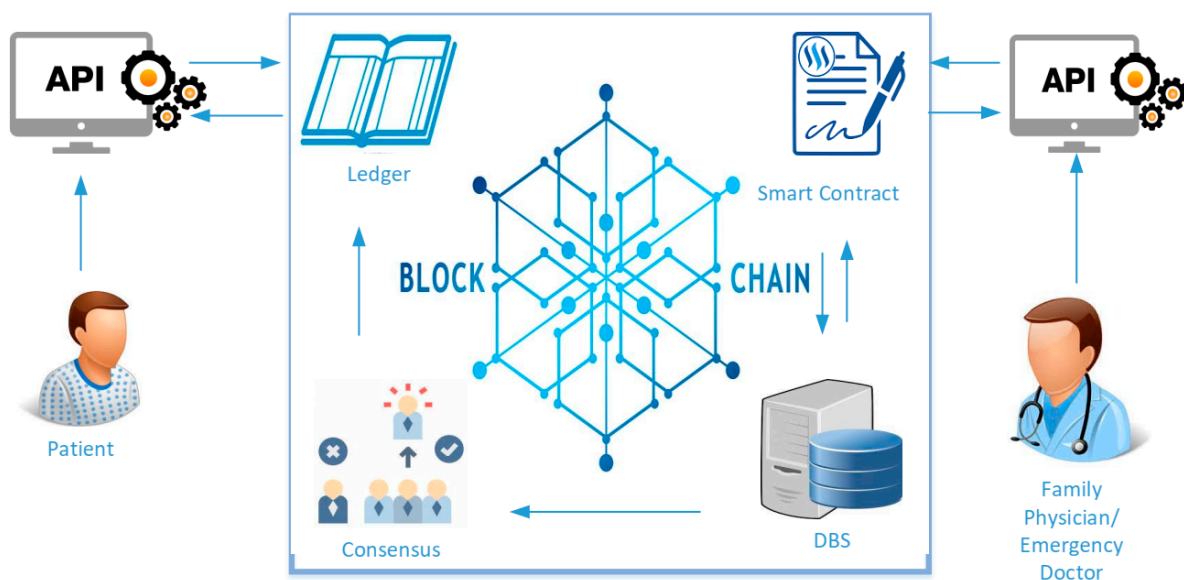 API
Ledger
Smart Contract
API
BLOCK CHAIN
Patient
Consensus
DBS
Family
Physician/
Emergency
Doctor